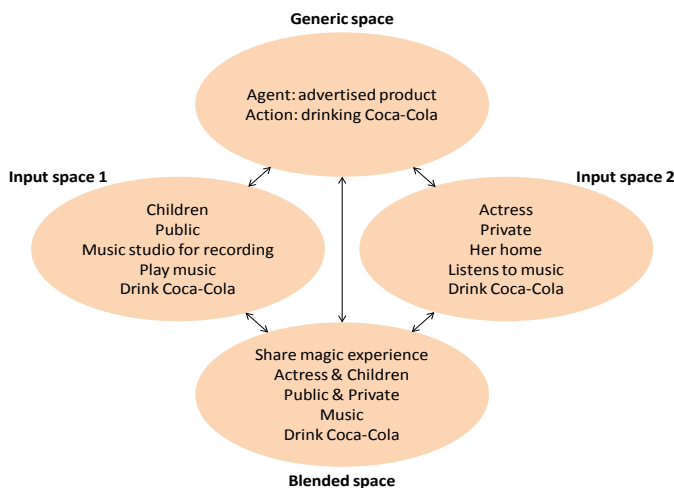 Generic space
Agent: advertised product
Action: drinking Coca-Cola
Input space 1
Children
Public
Music studio for recording
Play music
Drink Coca-Cola
Input space 2
Actress
Private
Her home
Listens to music
Drink Coca-Cola
Share magic experience
Actress & Children
Public & Private
Music
Drink Coca-Cola
Blended space